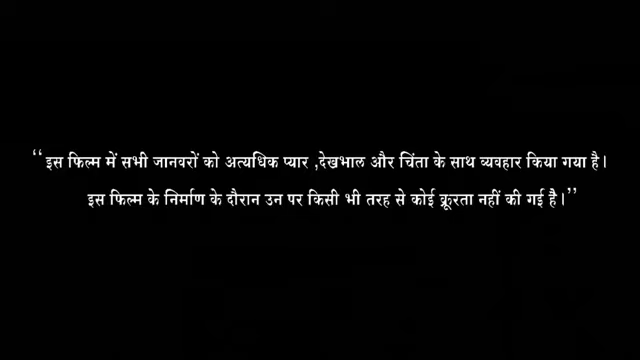 “इस फिल्म में सभी जानवरों को अत्यधिक प्यार ,देखभाल और चिंता के साथ व्यवहार किया गया है।
इस फिल्म के निर्माण के दौरान उन पर किसी भी तरह से कोई क्रूरता नहीं की गई है।”